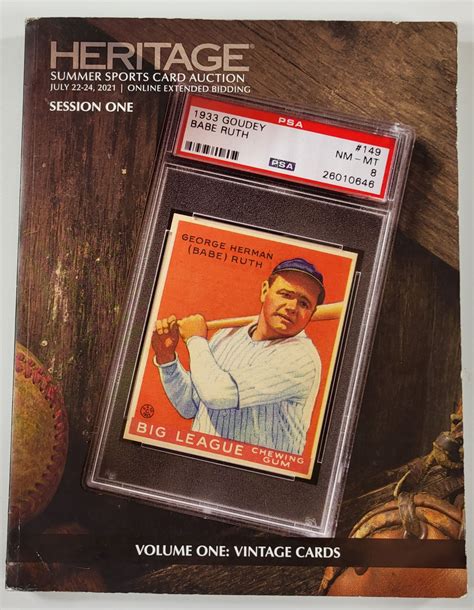 HERITAGE®
SUMMER SPORTS CARD AUCTION
JULY 22-24, 2021 | ONLINE EXTENDED BIDDING
SESSION ONE
PSA
1933 GOUDEY #149
BABE RUTH NM - MT
PSA 8
26010646
GEORGE HERMAN
(BABE) RUTH
BIG LEAGUE CHEWING
GUM
VOLUME ONE: VINTAGE CARDS